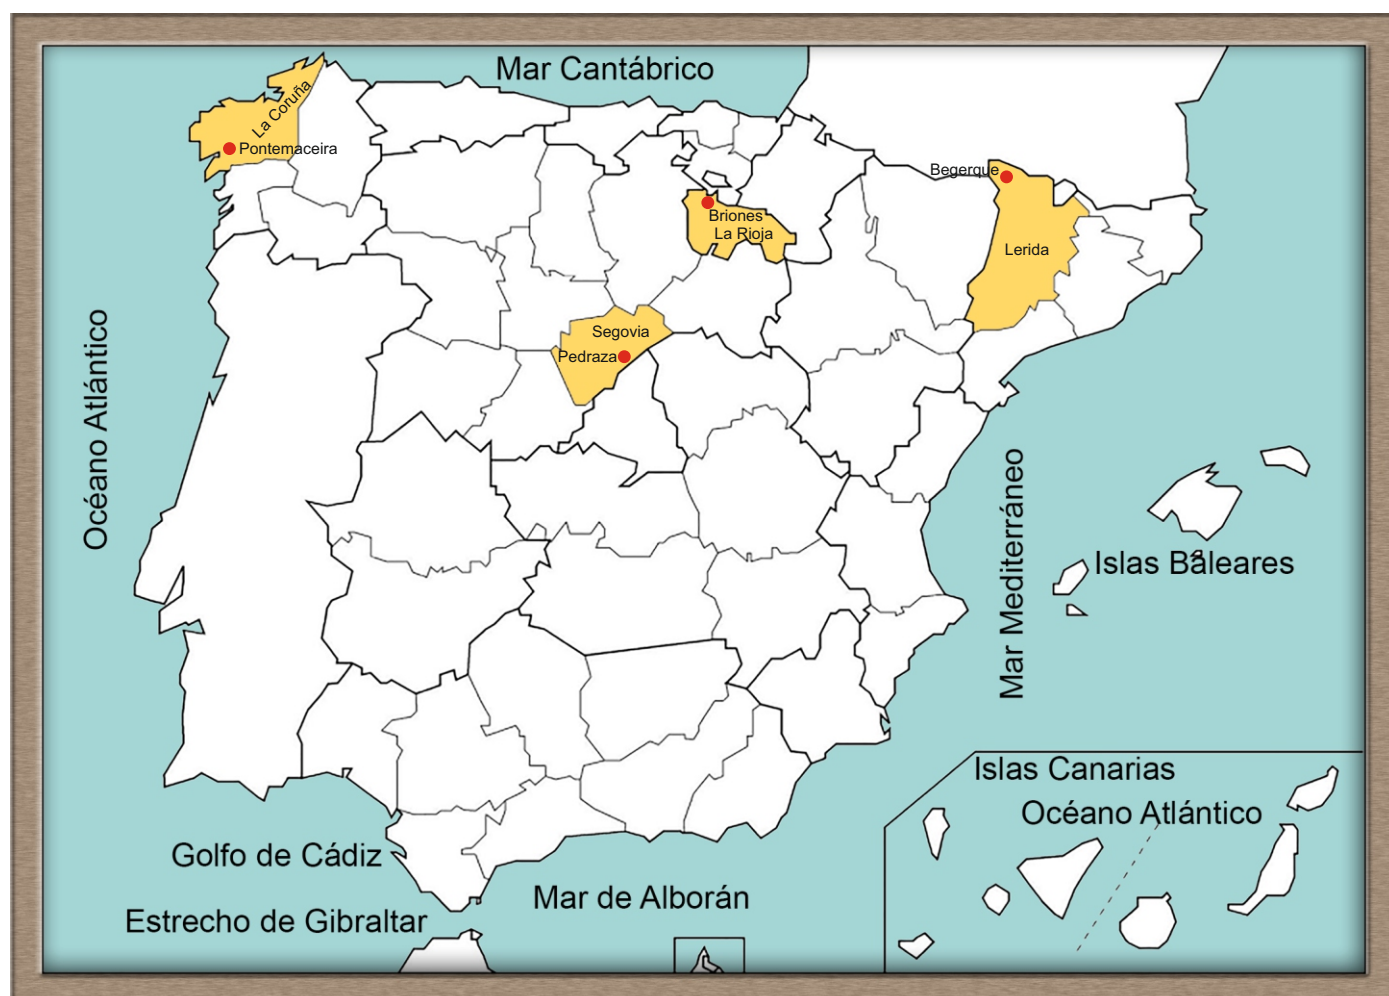 Mar Cantábrico
La Coruña
Pontemaceira
Begerque
Briones
La Rioja
Lerida
Segovia
Pedraza
Océano Atlántico
Mar Mediterráneo
Islas Baleares
Islas Canarias
Océano Atlántico
Golfo de Cádiz
Mar de Alborán
Estrecho de Gibraltar